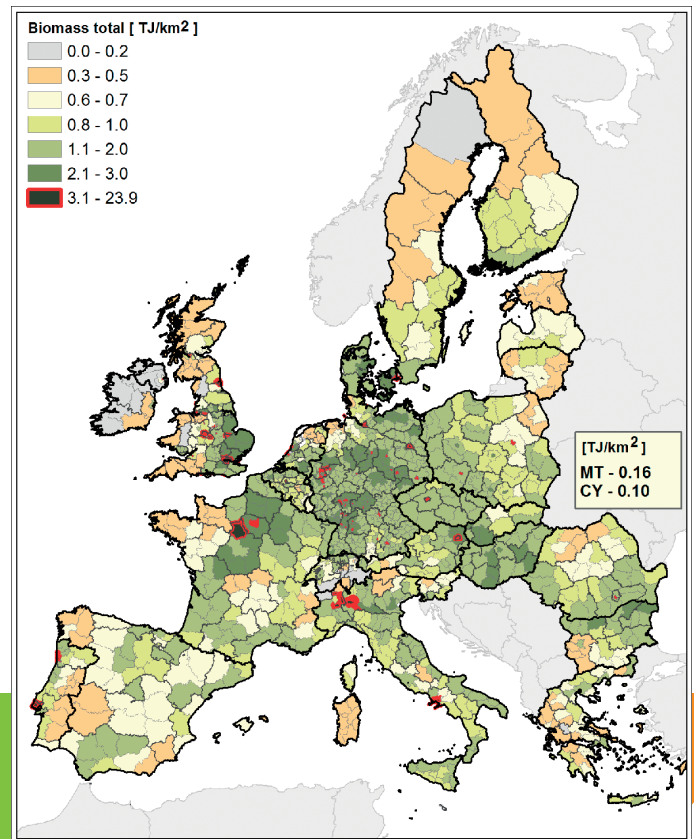 Biomass total [ TJ/km² ]
0.0 - 0.2
0.3 - 0.5
0.6 - 0.7
0.8 - 1.0
1.1 - 2.0
2.1 - 3.0
3.1 - 23.9
[TJ/km²]
MT - 0.16
CY - 0.10